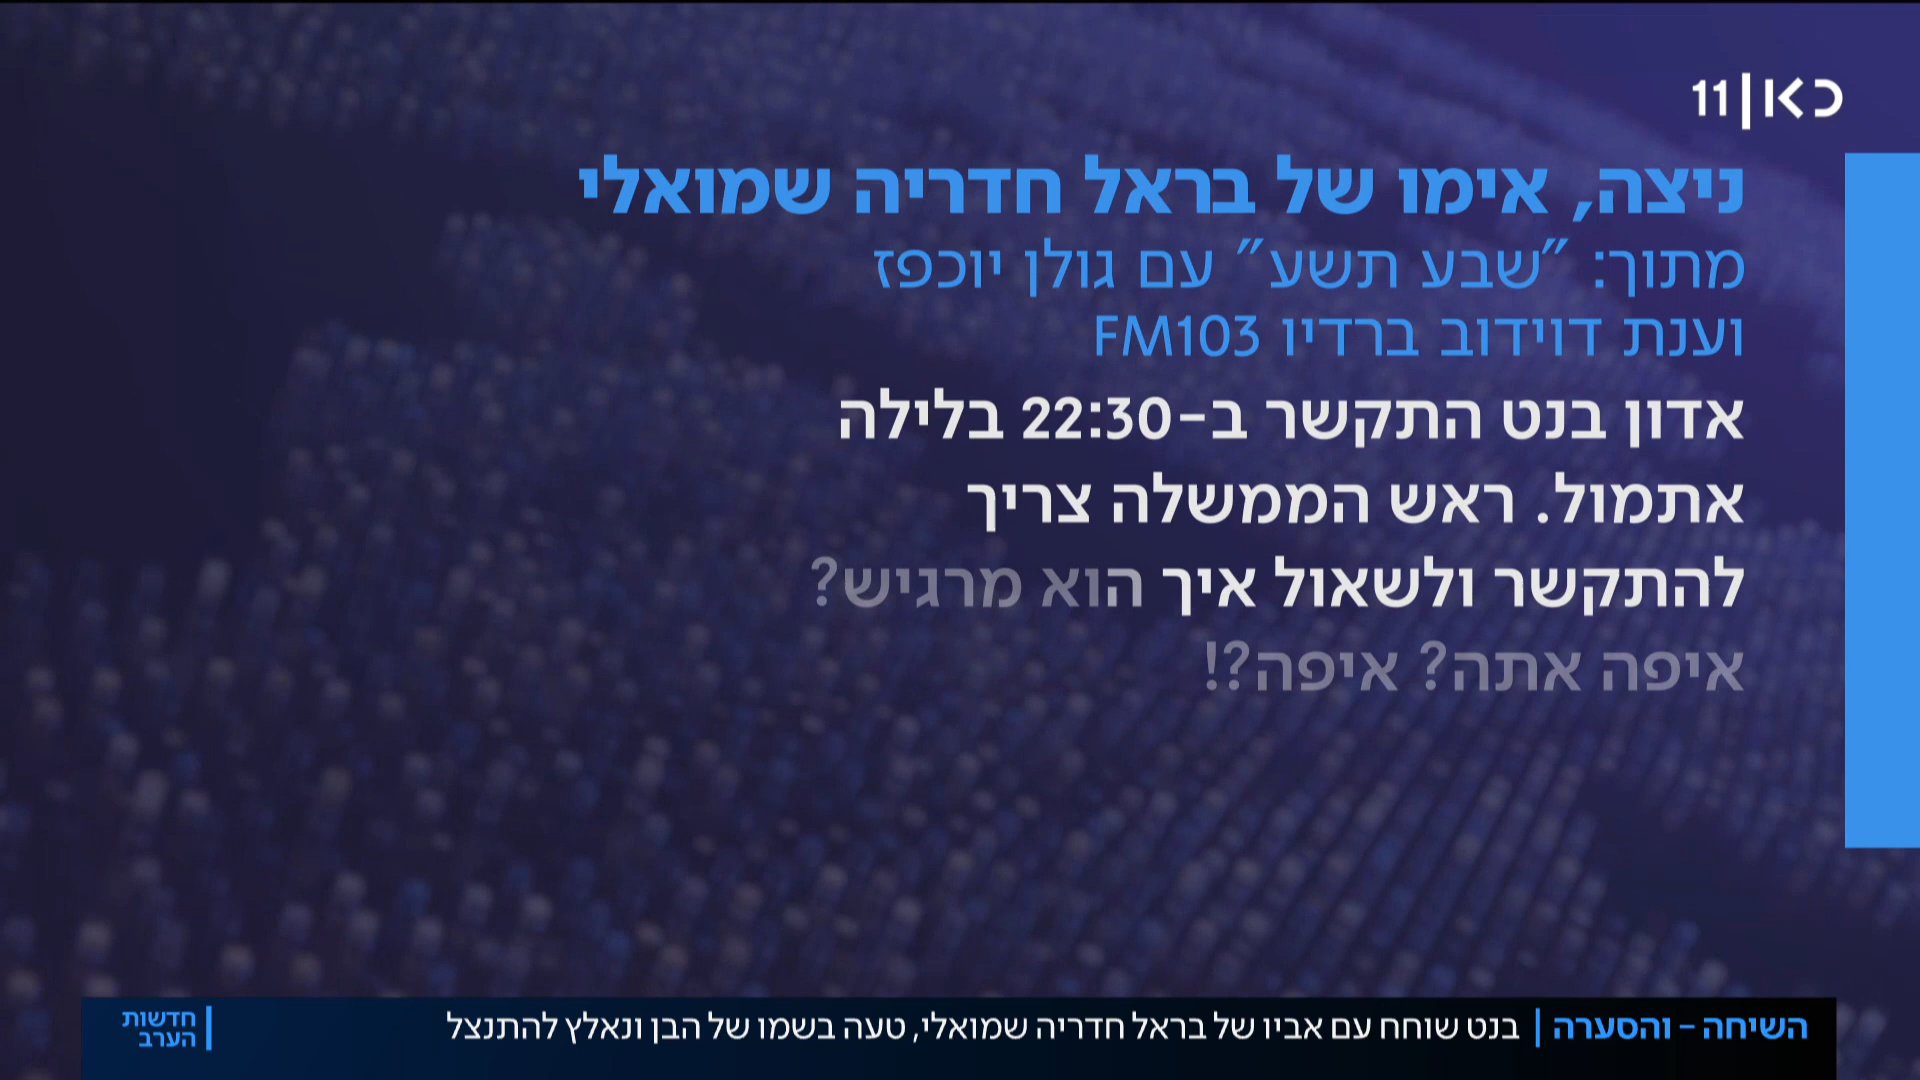 כאן|11
ניצה, אימו של בראל חדריה שמואלי
מתוך: "שבע תשע" עם גולן יוכפז
וענת דוידוב ברדיו FM103
אדון בנט התקשר ב-22:30 בלילה
אתמול. ראש הממשלה צריך
להתקשר ולשאול איך הוא מרגיש?
איפה אתה? איפה?!
השיחה - והסערה | בנט שוחח עם אביו של בראל חדריה שמואלי, טעה בשמו של הבן ונאלץ להתנצל
חדשות
הערב